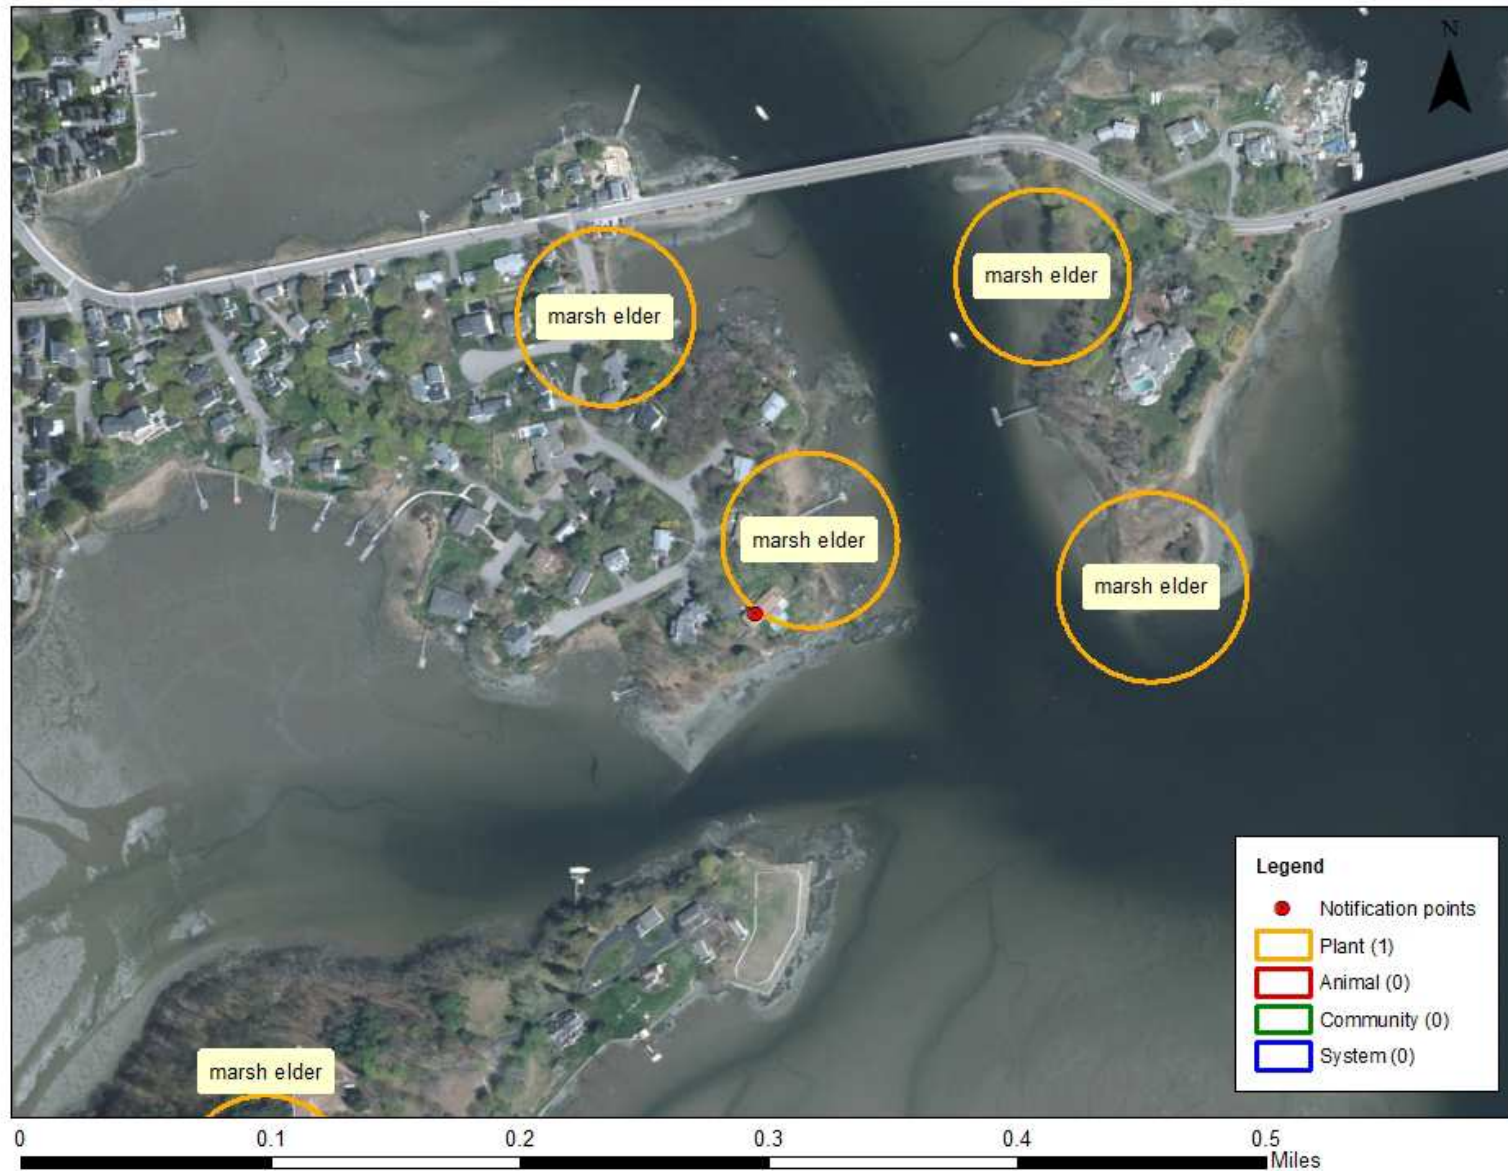 N
marsh elder
marsh elder
marsh elder
marsh elder
marsh elder
Legend
Notification points
Plant (1)
Animal (0)
Community (0)
System (0)
0 0.1 0.2 0.3 0.4 0.5
Miles